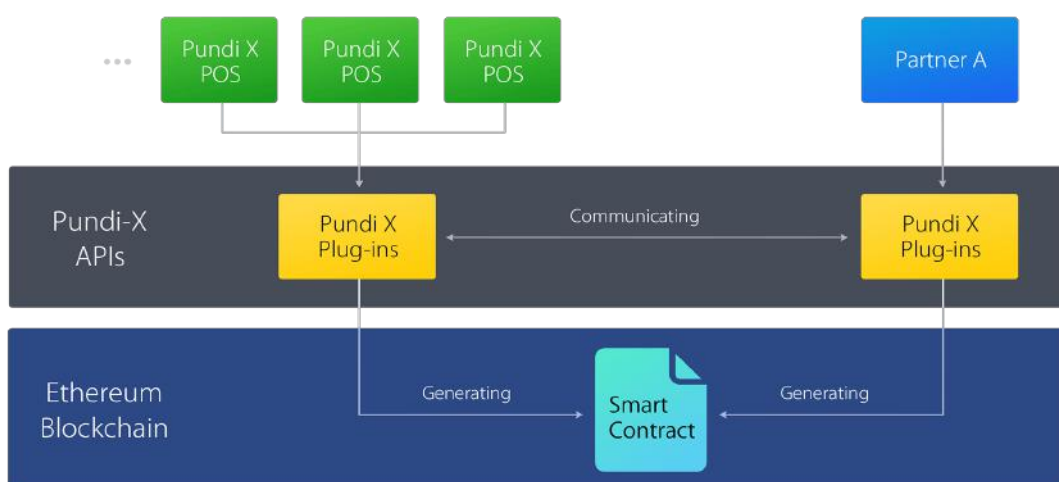 ...
Pundi X
POS
Pundi X
POS
Pundi X
POS
Partner A
Pundi-X
APIs
Pundi X
Plug-ins
Communicating
Pundi X
Plug-ins
Ethereum
Blockchain
Generating
Smart
Contract
Generating